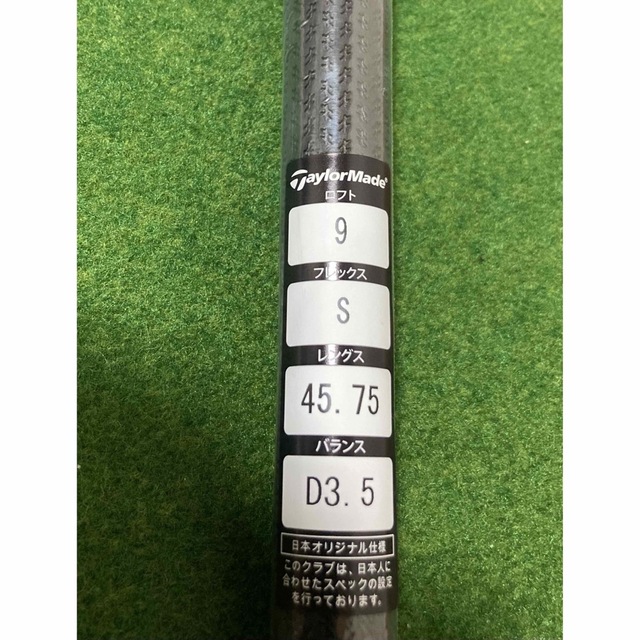 TaylorMade®
ロフト
9
フレックス
S
レングス
45.75
バランス
D3.5
日本オリジナル仕様
このクラブは、日本人に
合わせたスペックの設定
を行っております。